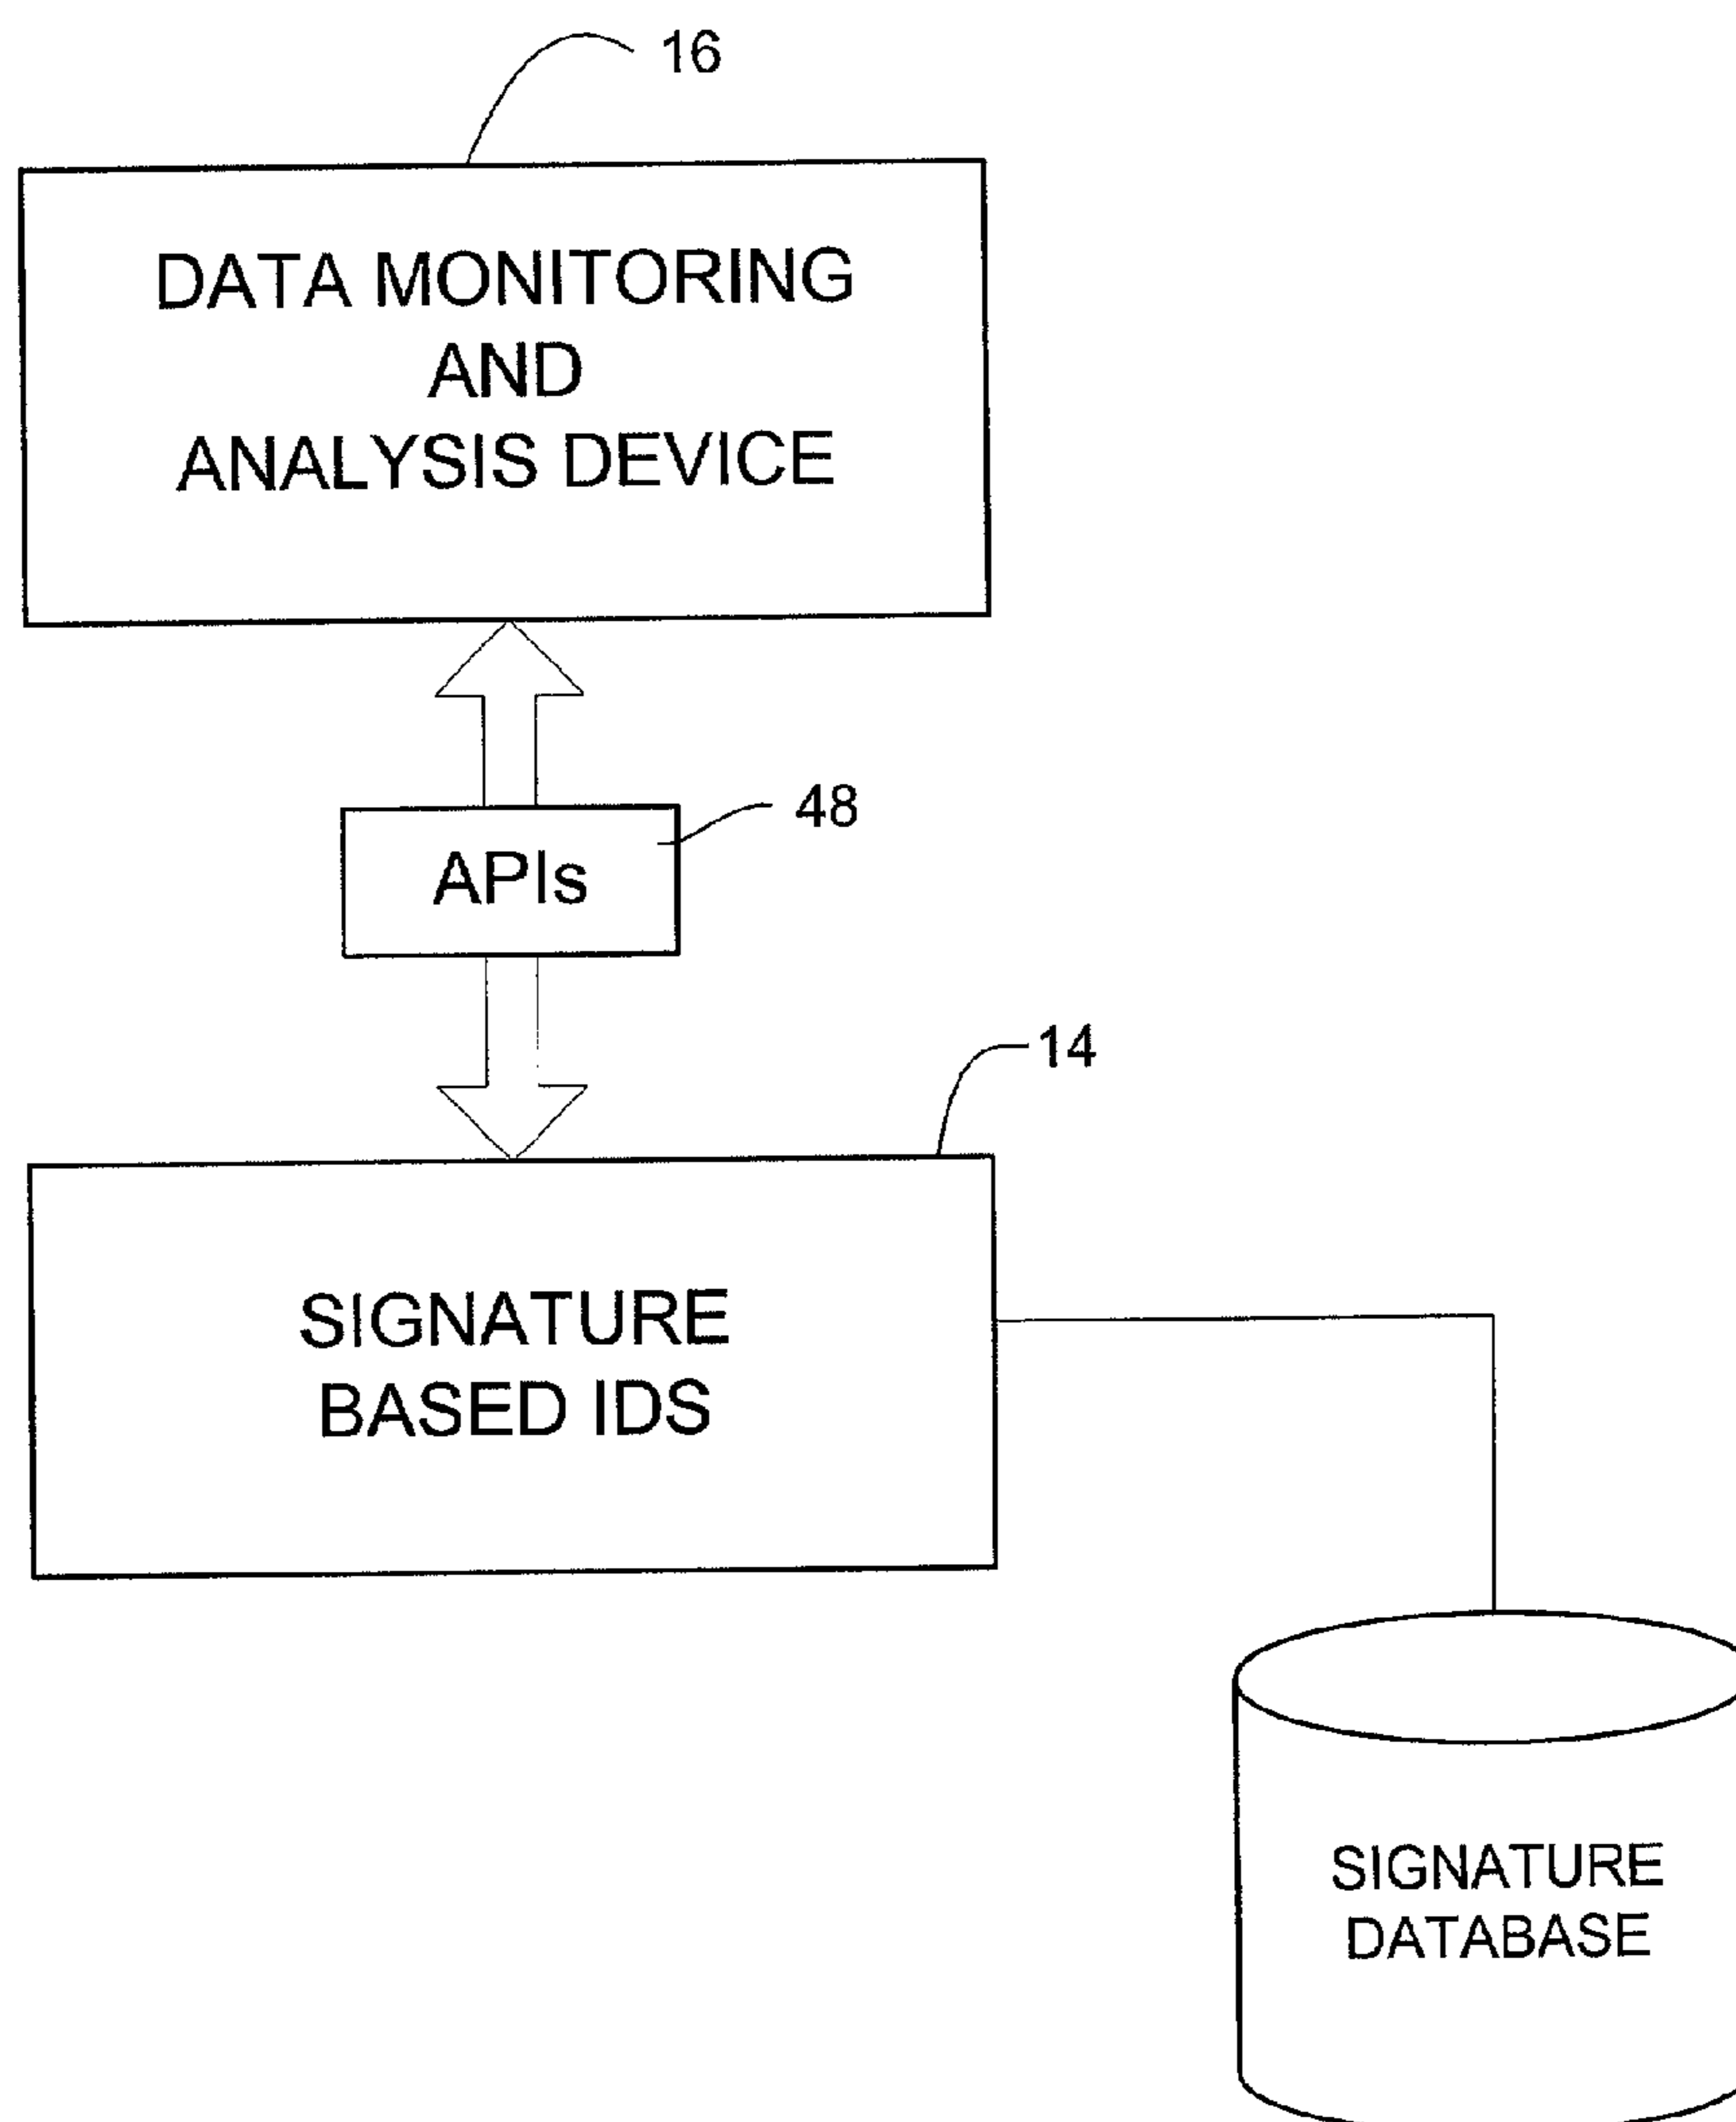 16
DATA MONITORING
AND
ANALYSIS DEVICE
48
APIs
14
SIGNATURE
BASED IDS
SIGNATURE
DATABASE